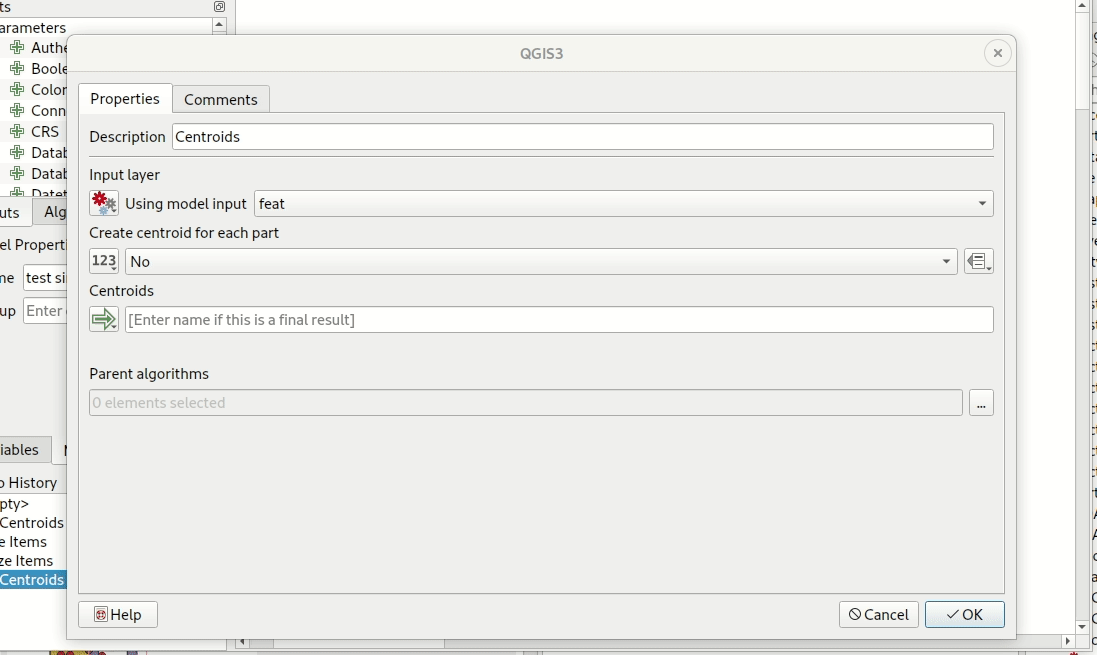 ts
arameters
Authe
Boole
Color
Conn
CRS
Datab
Datab
Datet
uts
Alg
el Properti
me
test si
up
Enter
iables
o History
pty>
Centroids
e Items
ze Items
Centroids
QGIS3
Properties
Comments
Description
Centroids
Input layer
Using model input
feat
Create centroid for each part
123
No
Centroids
[Enter name if this is a final result]
Parent algorithms
0 elements selected
...
Help
Cancel
OK